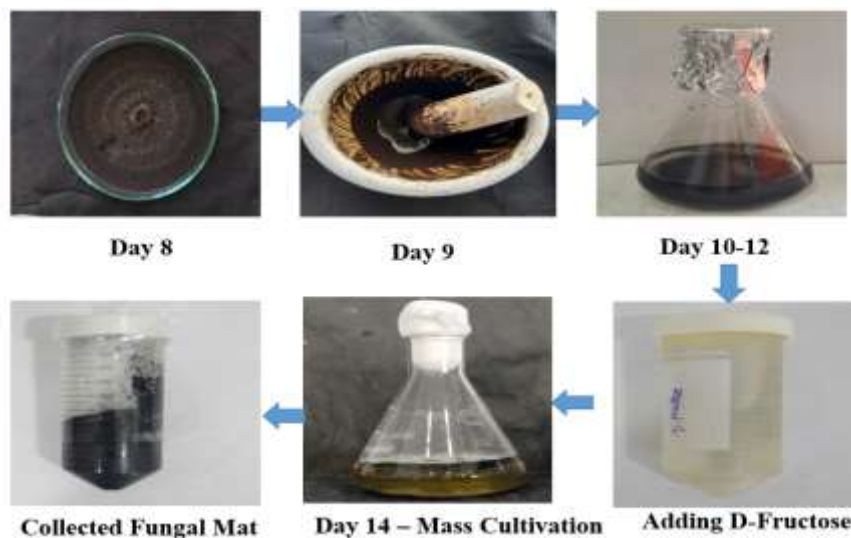 Day 8
Day 9
Day 10-12
Adding D-Fructose
Day 14 – Mass Cultivation
Collected Fungal Mat